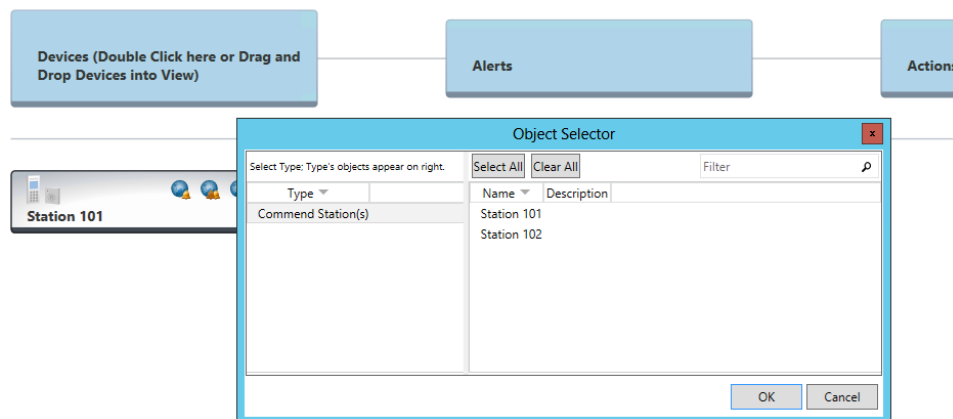 Devices (Double Click here or Drag and
Drop Devices into View)
Alerts
Actions
Object Selector
x
Select Type; Type's objects appear on right.
Select All
Clear All
Filter
Type
Name
Description
Commend Station(s)
Station 101
Station 102
Station 101
OK
Cancel